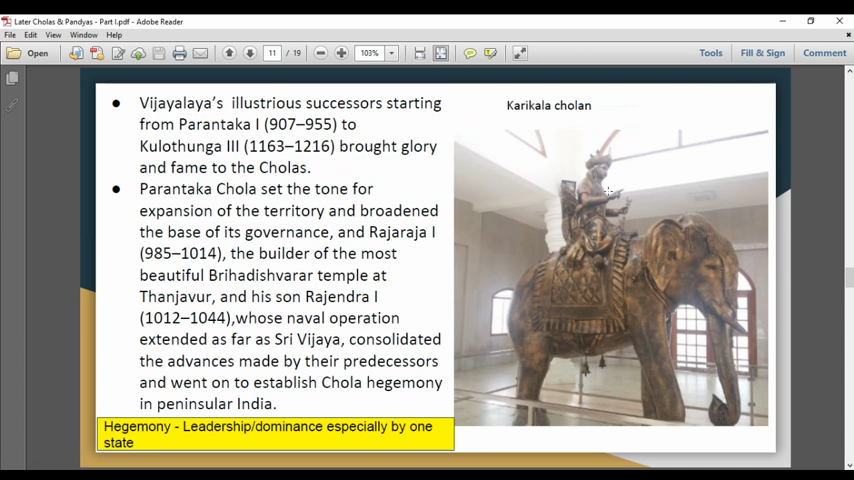 Later Cholas & Pandyas - Part I.pdf - Adobe Reader
File Edit View Window Help
Open 11 / 19 103% Tools Fill & Sign Comment
Karikala cholan
● Vijayalaya’s illustrious successors starting
from Parantaka I (907–955) to
Kulothunga III (1163–1216) brought glory
and fame to the Cholas.
● Parantaka Chola set the tone for
expansion of the territory and broadened
the base of its governance, and Rajaraja I
(985–1014), the builder of the most
beautiful Brihadishvarar temple at
Thanjavur, and his son Rajendra I
(1012–1044),whose naval operation
extended as far as Sri Vijaya, consolidated
the advances made by their predecessors
and went on to establish Chola hegemony
in peninsular India.
Hegemony - Leadership/dominance especially by one
state